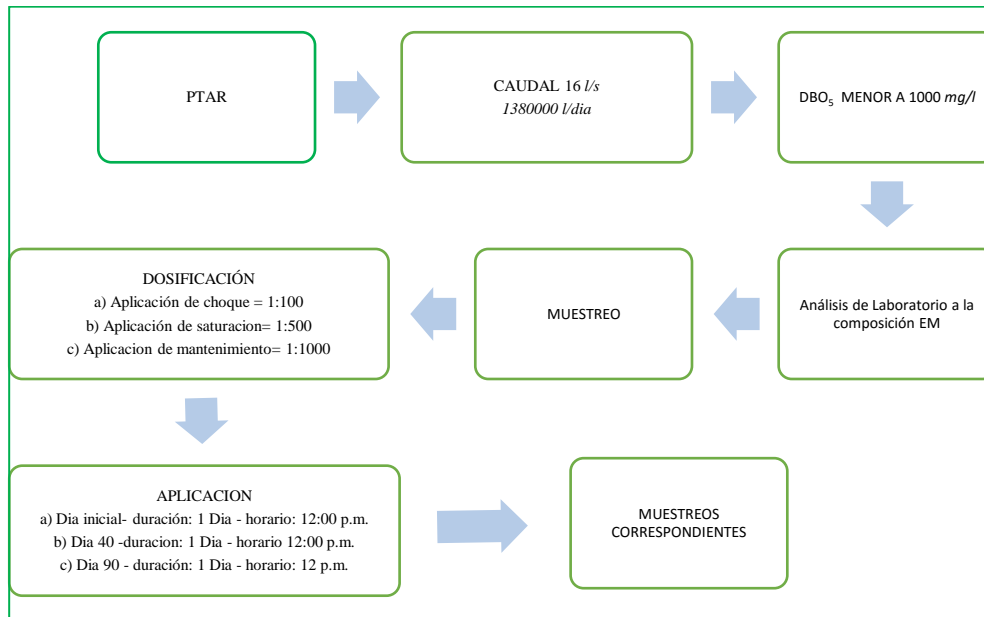 PTAR
CAUDAL 16 l/s
1380000 l/dia
DBO₅ MENOR A 1000 mg/l
Análisis de Laboratorio a la
composición EM
MUESTREO
DOSIFICACIÓN
a) Aplicación de choque = 1:100
b) Aplicación de saturacion= 1:500
c) Aplicacion de mantenimiento= 1:1000
APLICACION
a) Dia inicial- duración: 1 Dia - horario: 12:00 p.m.
b) Dia 40 -duracion: 1 Dia - horario 12:00 p.m.
c) Dia 90 - duración: 1 Dia - horario: 12 p.m.
MUESTREOS
CORRESPONDIENTES